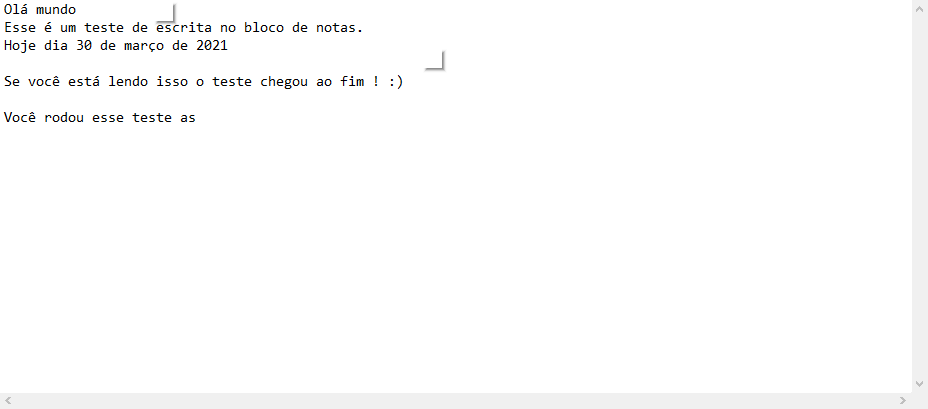 Olá mundo
Esse é um teste de escrita no bloco de notas.
Hoje dia 30 de março de 2021
Se você está lendo isso o teste chegou ao fim ! :)
Você rodou esse teste as